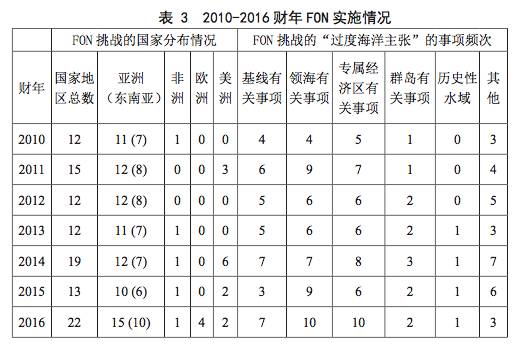 表 3 2010-2016 财年 FON 实施情况
财年 FON 挑战的国家分布情况 FON 挑战的“过度海洋主张”的事项频次
国家地区总数 亚洲(东南亚) 非洲 欧洲 美洲 基线有关事项 领海有关事项 专属经济区有关事项 群岛有关事项 历史性水域 其他
2010 12 11 (7) 1 0 0 4 4 5 1 0 3
2011 15 12 (8) 0 0 3 6 9 7 1 0 4
2012 12 12 (8) 0 0 0 5 6 6 2 0 5
2013 12 11 (7) 1 0 0 5 6 6 2 1 3
2014 19 12 (7) 1 0 6 7 7 8 3 1 7
2015 13 10 (6) 1 0 2 3 9 6 2 1 6
2016 22 15 (10) 1 4 2 7 10 10 2 1 3